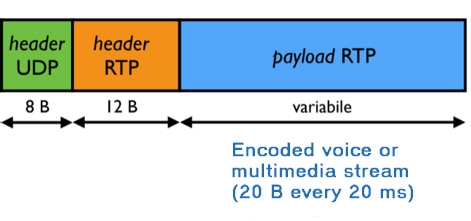 header header
UDP RTP payload RTP
8 B 12 B variabile
Encoded voice or
multimedia stream
(20 B every 20 ms)